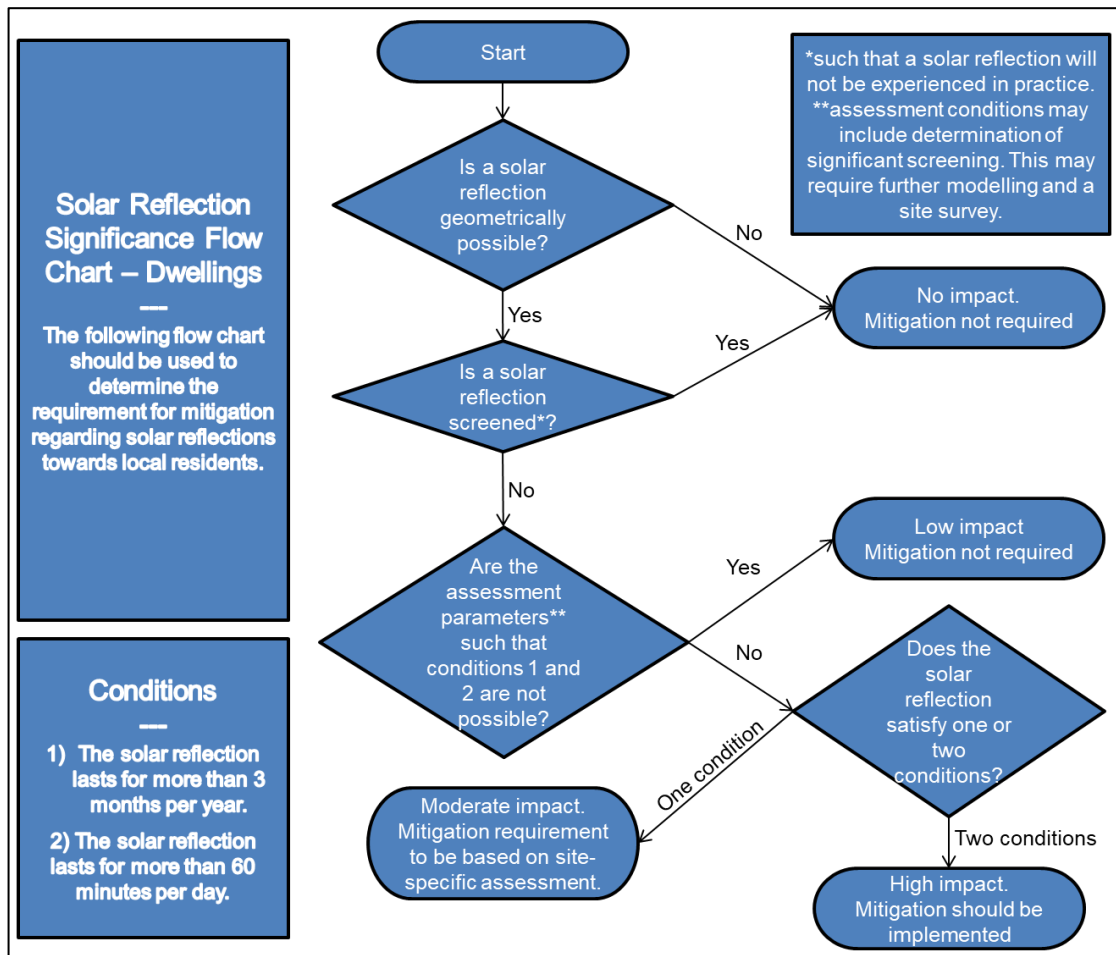 Solar Reflection
Significance Flow
Chart – Dwellings
---
The following flow chart
should be used to
determine the
requirement for mitigation
regarding solar reflections
towards local residents.
Conditions
---
1) The solar reflection
lasts for more than 3
months per year.
2) The solar reflection
lasts for more than 60
minutes per day.
Start
*such that a solar reflection will
not be experienced in practice.
**assessment conditions may
include determination of
significant screening. This may
require further modelling and a
site survey.
Is a solar
reflection
geometrically
possible?
No
No impact.
Mitigation not required
Yes
Yes
Is a solar
reflection
screened*?
No
Low impact
Mitigation not required
Are the
assessment
parameters**
such that
conditions 1 and
2 are not
possible?
Yes
No
Does the
solar
reflection
satisfy one or
two
conditions?
One condition
Moderate impact.
Mitigation requirement
to be based on site-
specific assessment.
Two conditions
High impact.
Mitigation should be
implemented